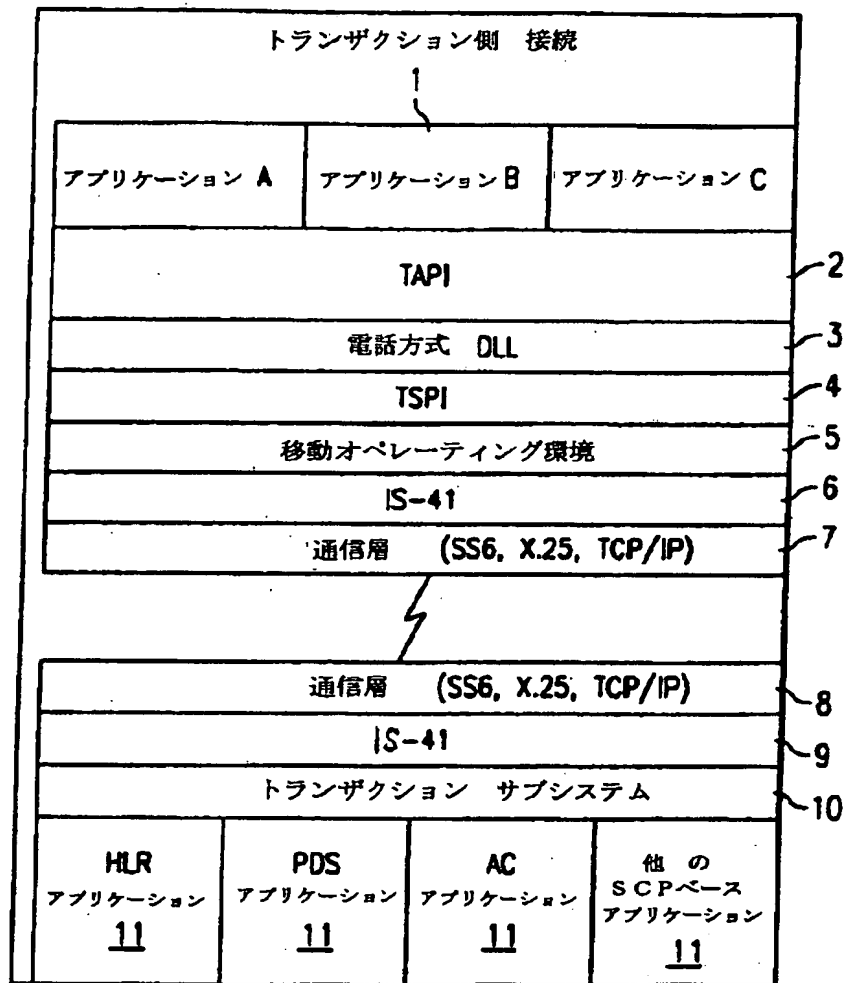 トランザクション側 接続
1
アプリケーション A
アプリケーション B
アプリケーション C
TAPI
2
電話方式 DLL
3
TSPI
4
移動オペレーティング環境
5
IS-41
6
通信層 (SS6, X.25, TCP/IP)
7
通信層 (SS6, X.25, TCP/IP)
8
IS-41
9
トランザクション サブシステム
10
HLR
アプリケーション
11
PDS
アプリケーション
11
AC
アプリケーション
11
他 の
SCPベース
アプリケーション
11